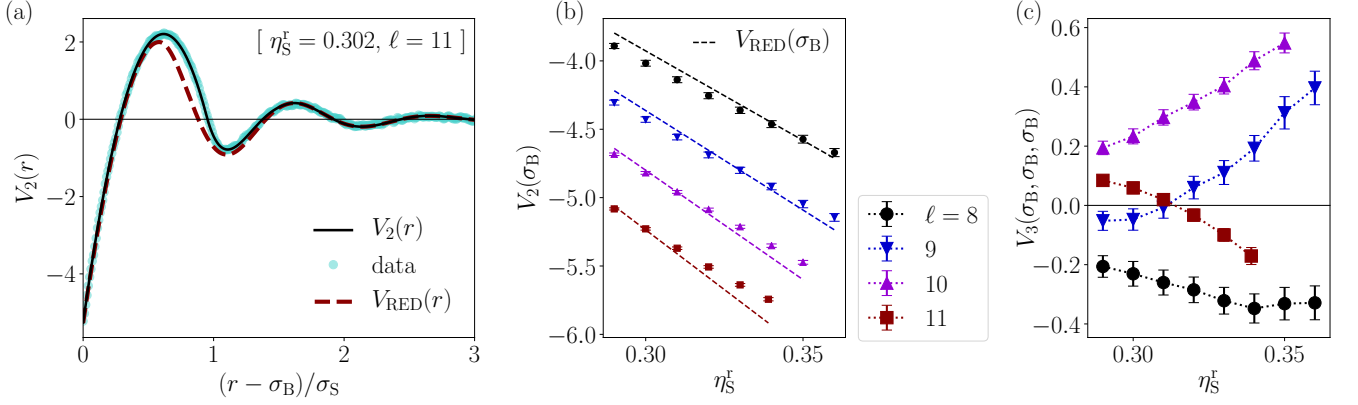 (a)
[ η_S^r = 0.302, ℓ = 11 ]
V_2(r)
2
0
−2
−4
V_2(r)
data
V_RED(r)
0
1
2
3
(r − σ_B)/σ_S
(b)
V_RED(σ_B)
V_2(σ_B)
−4.0
−4.5
−5.0
−5.5
−6.0
0.30
0.35
η_S^r
ℓ = 8
9
10
11
(c)
V_3(σ_B, σ_B, σ_B)
0.6
0.4
0.2
0.0
−0.2
−0.4
0.30
0.35
η_S^r